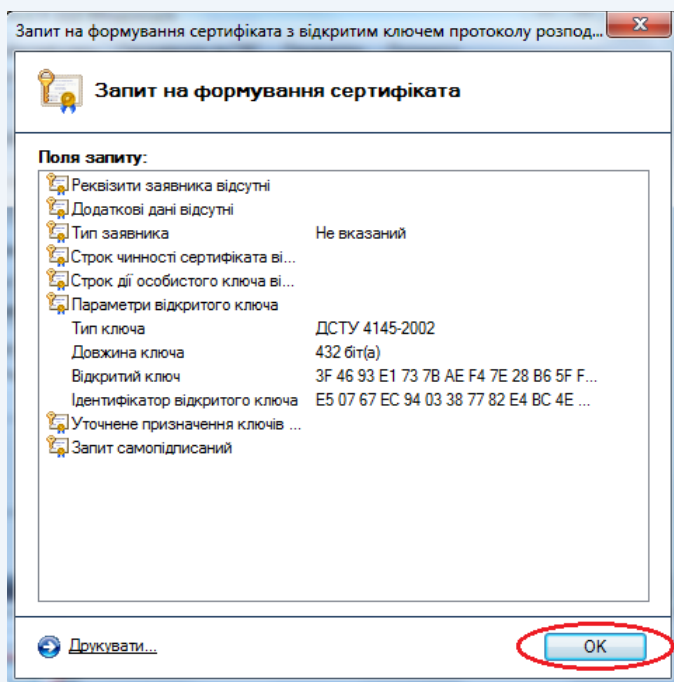 Запит на формування сертифіката з відкритим ключем протоколу розпод...
Запит на формування сертифіката
Поля запиту:
Реквізити заявника відсутні
Додаткові дані відсутні
Тип заявника Не вказаний
Строк чинності сертифіката ві...
Строк дії особистого ключа ві...
Параметри відкритого ключа
Тип ключа ДСТУ 4145-2002
Довжина ключа 432 біт(а)
Відкритий ключ 3F 46 93 E1 73 7B AE F4 7E 28 B6 5F F...
Ідентифікатор відкритого ключа E5 07 67 EC 94 03 38 77 82 E4 BC 4E ...
Уточнене призначення ключів ...
Запит самопідписаний
Друкувати...
OK